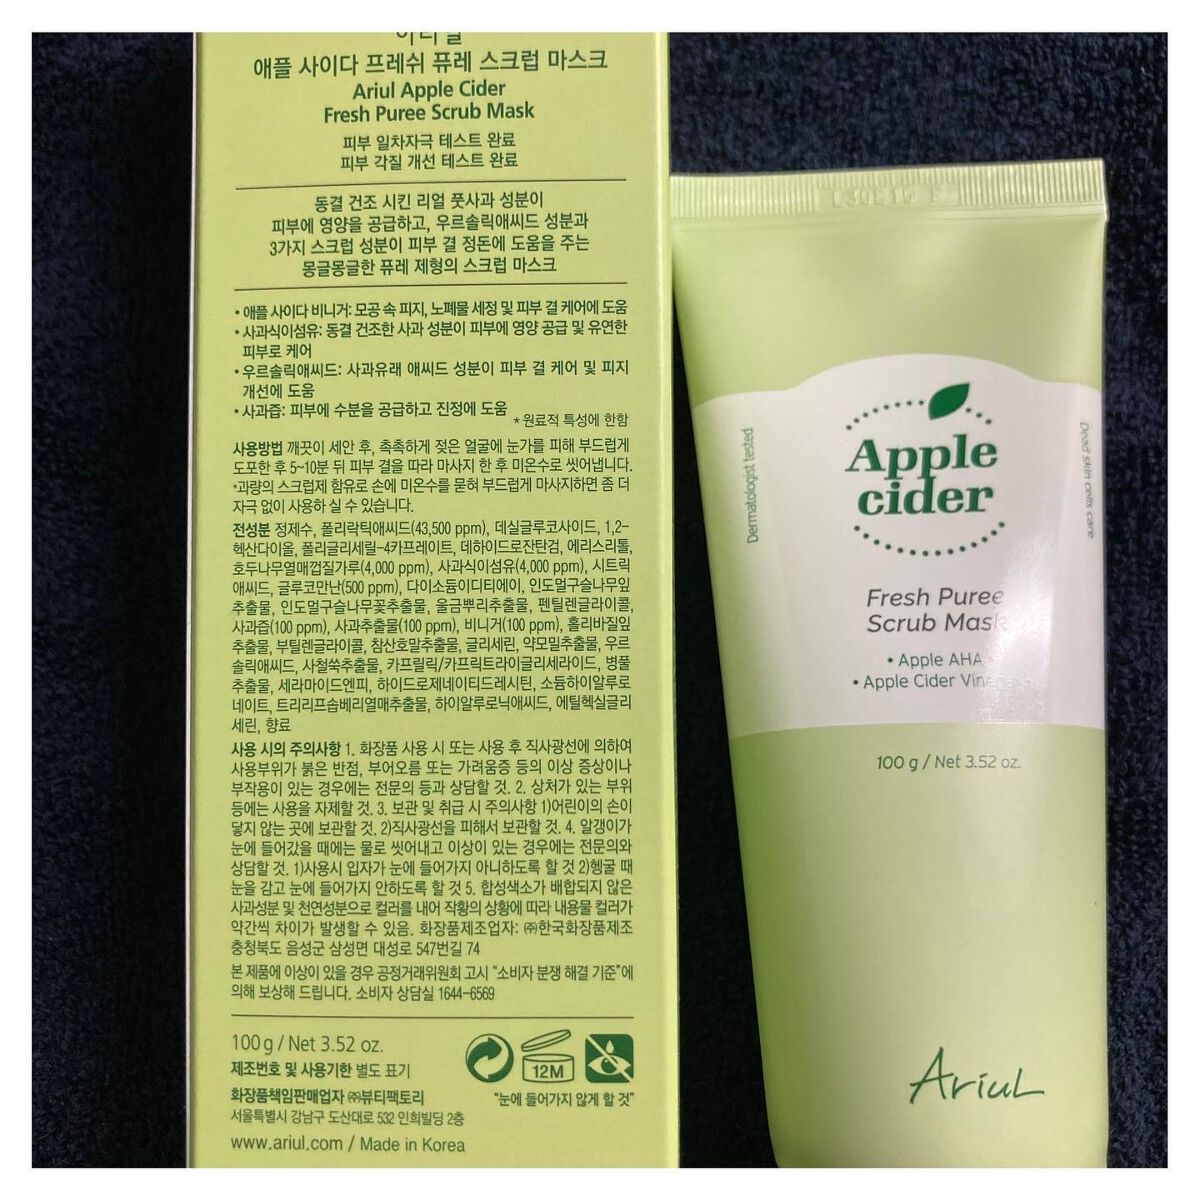 아리얼
애플 사이다 프레쉬 퓨레 스크럽 마스크
Ariul Apple Cider
Fresh Puree Scrub Mask
피부 일차자극 테스트 완료
피부 각질 개선 테스트 완료
동결 건조 시킨 리얼 풋사과 성분이
피부에 영양을 공급하고, 우르솔릭애씨드 성분과
3가지 스크럽 성분이 피부 결 정돈에 도움을 주는
몽글몽글한 퓨레 제형의 스크럽 마스크
• 애플 사이다 비니거: 모공 속 피지, 노폐물 세정 및 피부 결 케어에 도움
• 사과식이섬유: 동결 건조한 사과 성분이 피부에 영양 공급 및 유연한
피부로 케어
• 우르솔릭애씨드: 사과유래 애씨드 성분이 피부 결 케어 및 피지
개선에 도움
• 사과즙: 피부에 수분을 공급하고 진정에 도움
* 원료적 특성에 한함
사용방법 깨끗이 세안 후, 촉촉하게 젖은 얼굴에 눈가를 피해 부드럽게
도포한 후 5~10분 뒤 피부 결을 따라 마사지 한 후 미온수로 씻어냅니다.
*과량의 스크럽제 함유로 손에 미온수를 묻혀 부드럽게 마사지하면 좀 더
자극 없이 사용하 실 수 있습니다.
전성분 정제수, 폴리락틱애씨드(43,500 ppm), 데실글루코사이드, 1,2-
헥산다이올, 폴리글리세릴-4카프레이트, 데하이드로잔탄검, 에리스리톨,
호두나무열매껍질가루(4,000 ppm), 사과식이섬유(4,000 ppm), 시트릭
애씨드, 글루코만난(500 ppm), 다이소듐이디티에이, 인도멀구슬나무잎
추출물, 인도멀구슬나무꽃추출물, 울금뿌리추출물, 펜틸렌글라이콜,
사과즙(100 ppm), 사과추출물(100 ppm), 비니거(100 ppm), 홀리바질잎
추출물, 부틸렌글라이콜, 참산호말추출물, 글리세린, 약모밀추출물, 우르
솔릭애씨드, 사철쑥추출물, 카프릴릭/카프릭트라이글리세라이드, 병풀
추출물, 세라마이드엔피, 하이드로제네이티드레시틴, 소듐하이알루로
네이트, 트리리프솝베리열매추출물, 하이알루로닉애씨드, 에틸헥실글리
세린, 향료
사용 시의 주의사항 1. 화장품 사용 시 또는 사용 후 직사광선에 의하여
사용부위가 붉은 반점, 부어오름 또는 가려움증 등의 이상 증상이나
부작용이 있는 경우에는 전문의 등과 상담할 것. 2. 상처가 있는 부위
등에는 사용을 자제할 것. 3. 보관 및 취급 시 주의사항 1)어린이의 손이
닿지 않는 곳에 보관할 것. 2)직사광선을 피해서 보관할 것. 4. 알갱이가
눈에 들어갔을 때에는 물로 씻어내고 이상이 있는 경우에는 전문의와
상담할 것. 1)사용시 입자가 눈에 들어가지 아니하도록 할 것 2)헹굴 때
눈을 감고 눈에 들어가지 안하도록 할 것 5. 합성색소가 배합되지 않은
사과성분 및 천연성분으로 컬러를 내어 작황의 상황에 따라 내용물 컬러가
약간씩 차이가 발생할 수 있음. 화장품제조업자: ㈜한국화장품제조
충청북도 음성군 삼성면 대성로 547번길 74
본 제품에 이상이 있을 경우 공정거래위원회 고시 "소비자 분쟁 해결 기준"에
의해 보상해 드립니다. 소비자 상담실 1644-6569
100 g / Net 3.52 oz.
제조번호 및 사용기한 별도 표기
화장품책임판매업자 ㈜뷰티팩토리
서울특별시 강남구 도산대로 532 인희빌딩 2층
www.ariul.com / Made in Korea
12M
"눈에 들어가지 않게 할 것"
Dermatologist tested
Dead skin cells care
Apple
cider
Fresh Puree
Scrub Mask
• Apple AHA
• Apple Cider Vinegar
100 g / Net 3.52 oz.
Ariul